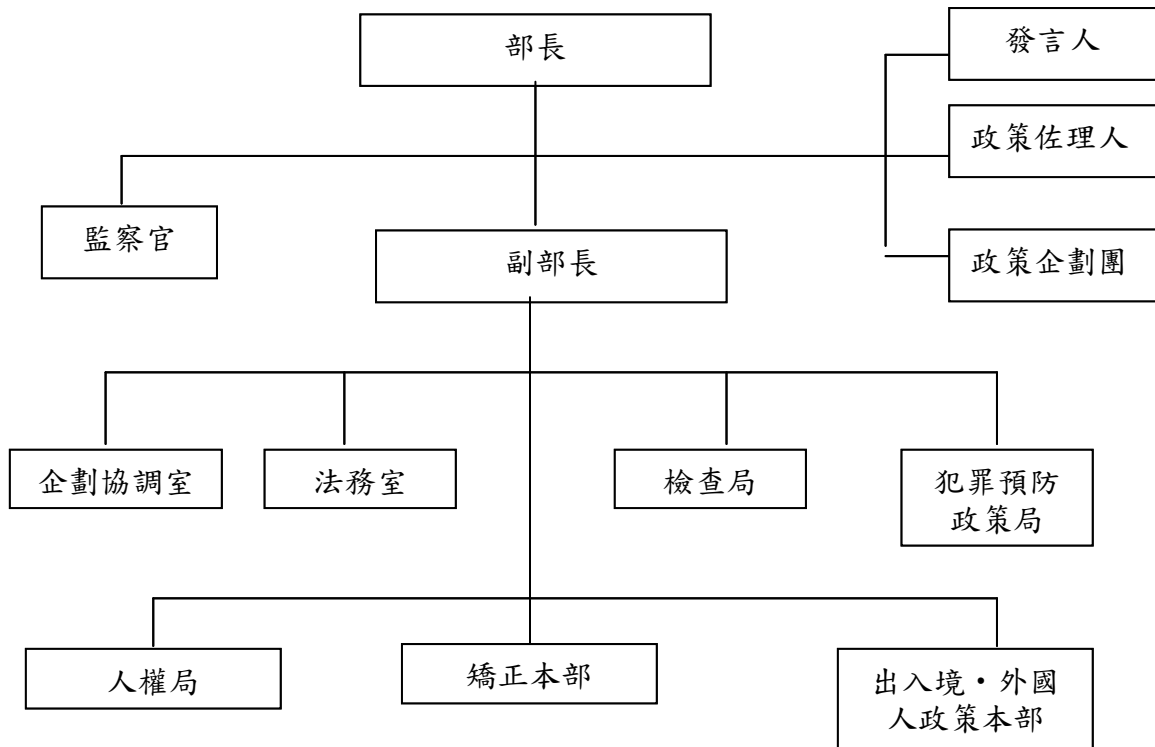 部長
發言人
政策佐理人
監察官
副部長
政策企劃團
企劃協調室
法務室
檢查局
犯罪預防
政策局
人權局
矯正本部
出入境·外國
人政策本部